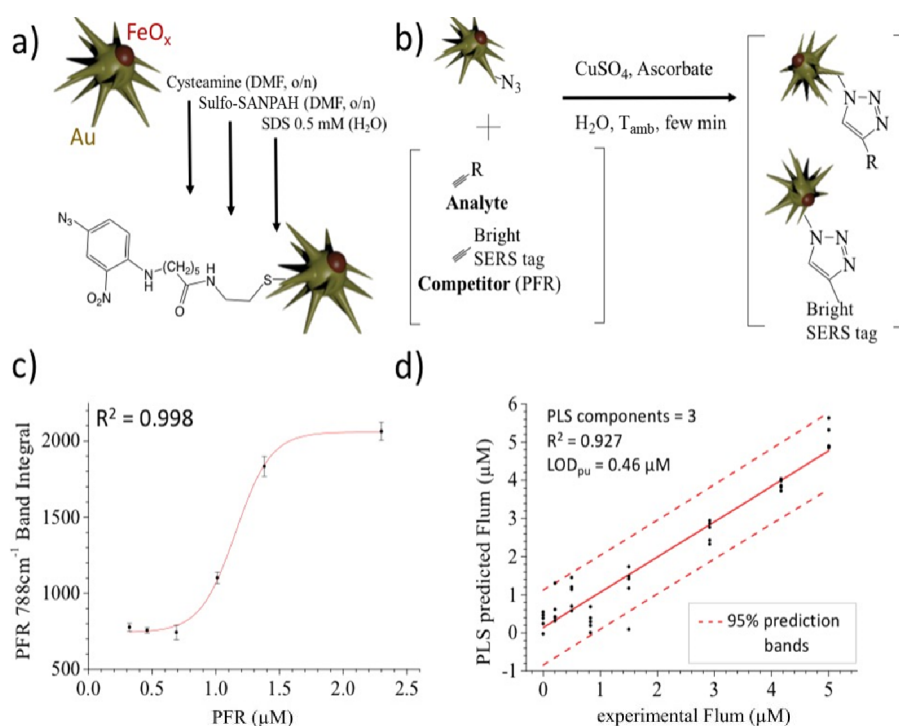 a)
FeOx
Au
Cysteamine (DMF, o/n)
Sulfo-SANPAH (DMF, o/n)
SDS 0.5 mM (H2O)
N3
NO2
N
H
(CH2)5
O
H
N
S
b)
N3
+
R
Analyte
Bright
SERS tag
Competitor (PFR)
CuSO4, Ascorbate
H2O, Tamb, few min
N
N
N
R
N
N
N
Bright
SERS tag
c)
R2 = 0.998
PFR 788cm-1 Band Integral
2000
1500
1000
500
0.0 0.5 1.0 1.5 2.0 2.5
PFR (µM)
d)
PLS components = 3
R2 = 0.927
LODpu = 0.46 µM
PLS predicted Flum (µM)
6
5
4
3
2
1
0
-1
0 1 2 3 4 5
experimental Flum (µM)
95% prediction
bands